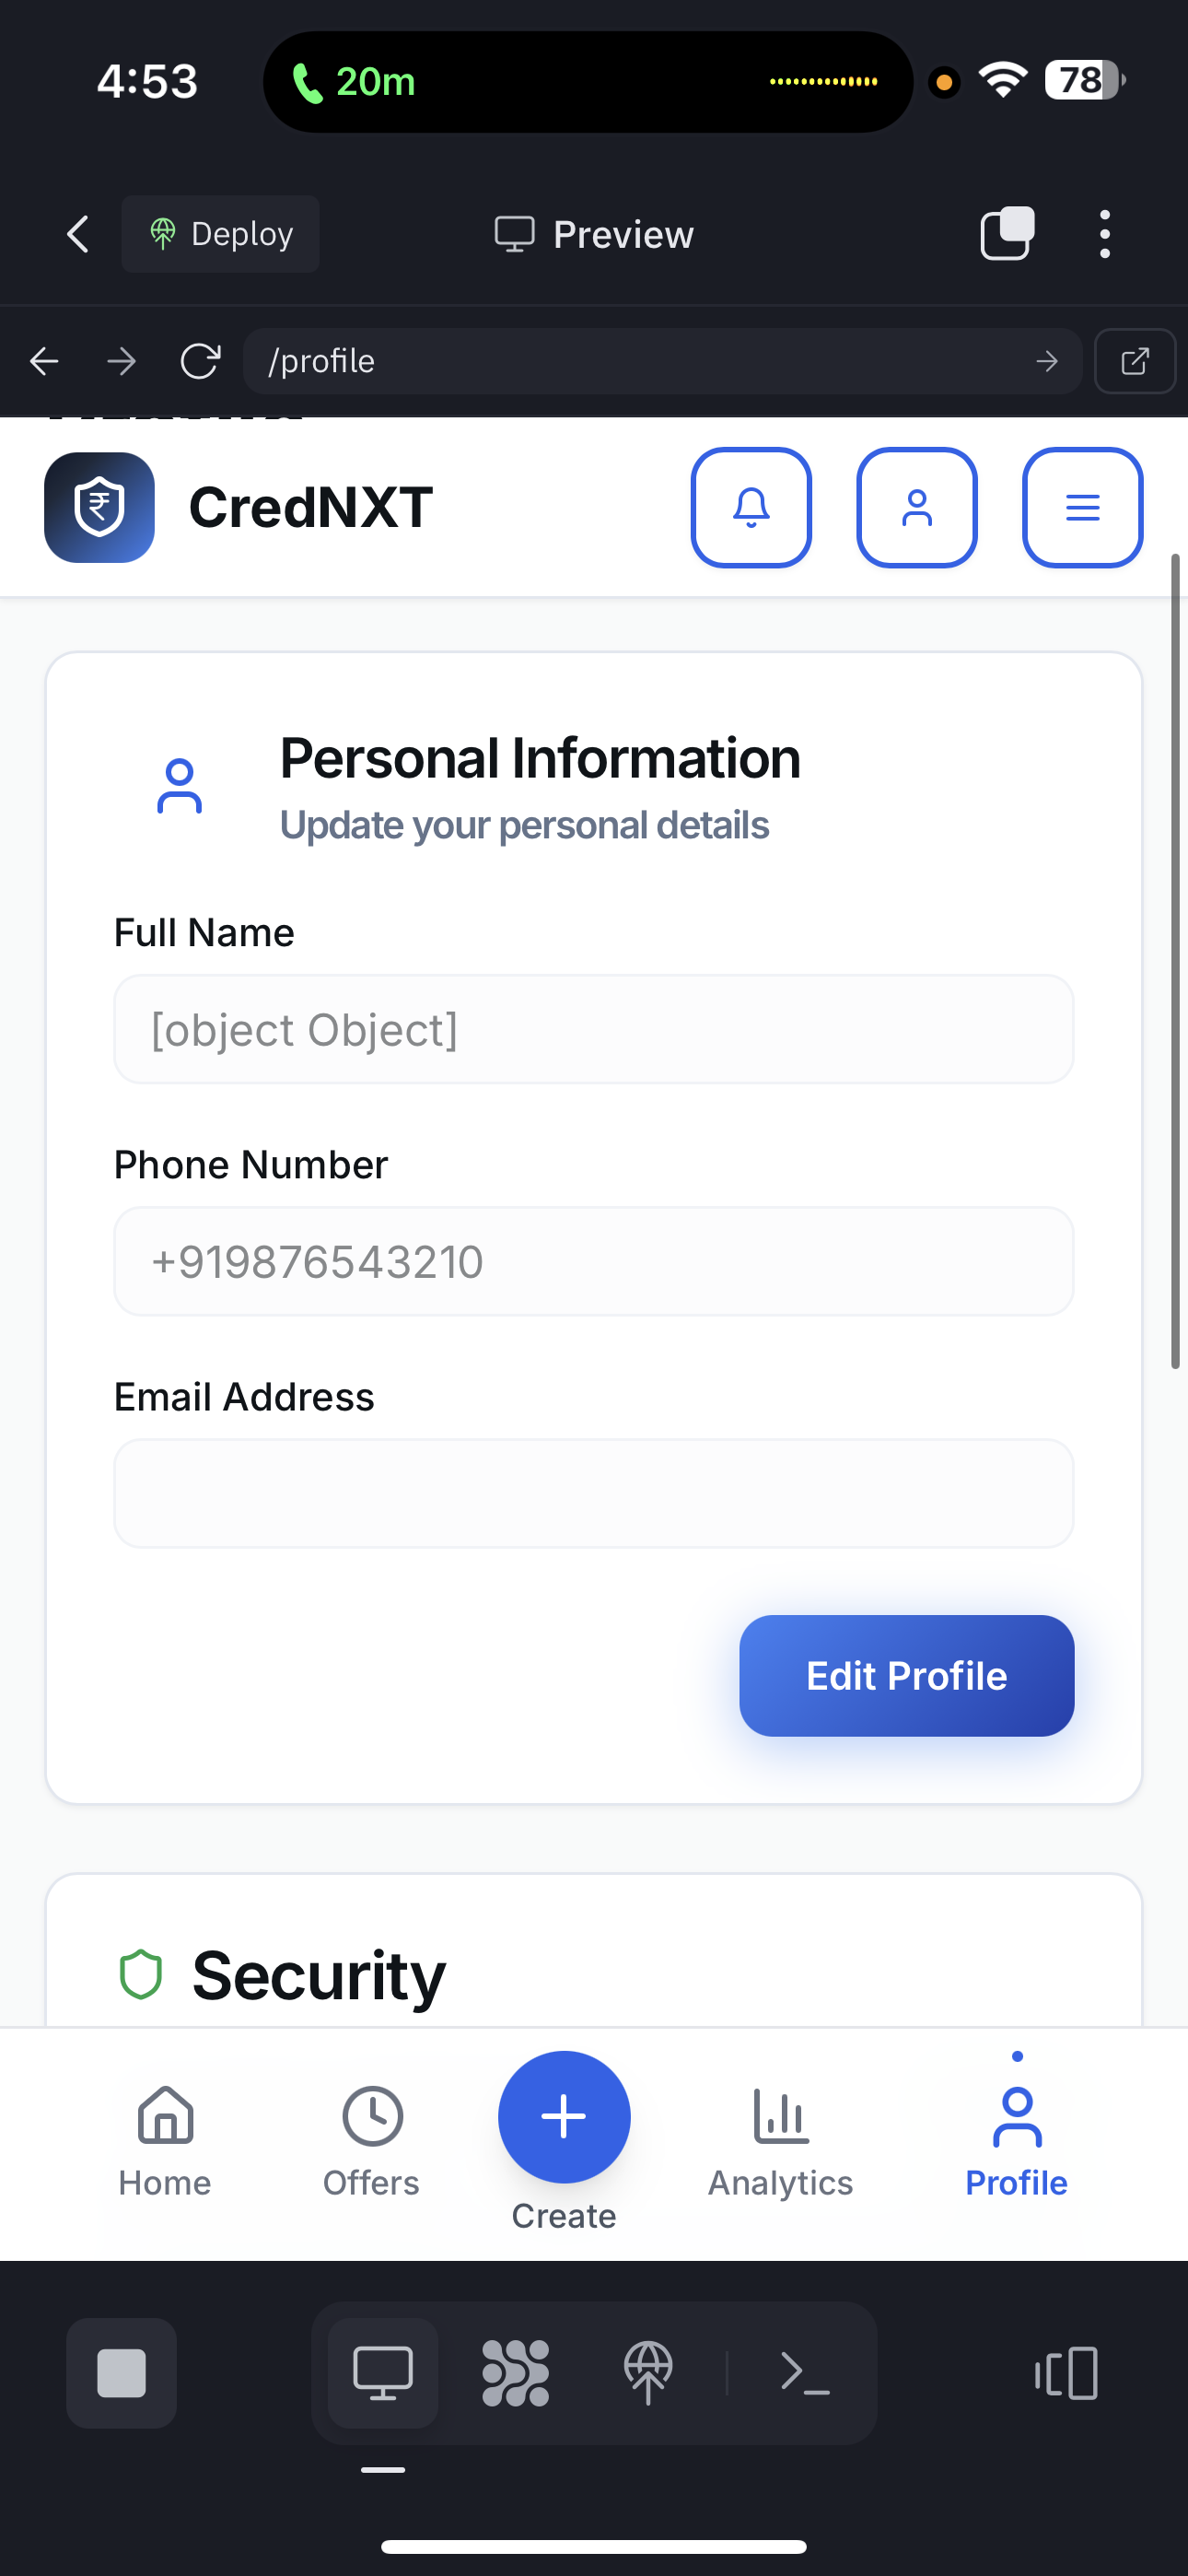 4:53
20m
78
Deploy
Preview
/profile
CredNXT
Personal Information
Update your personal details
Full Name
[object Object]
Phone Number
+919876543210
Email Address
Edit Profile
Security
Home
Offers
Create
Analytics
Profile